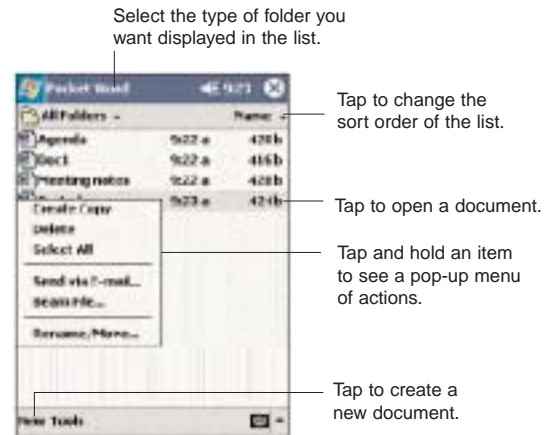 Select the type of folder you
want displayed in the list.
Pocket Word 9:23
All Folders Name
Agenda 9:22 a 420b
Doc1 9:22 a 416b
Meeting notes 9:22 a 428b
9:23 a 424b
Create Copy
Delete
Select All
Send via E-mail...
Beam File...
Rename/Move...
New Tools
Tap to change the
sort order of the list.
Tap to open a document.
Tap and hold an item
to see a pop-up menu
of actions.
Tap to create a
new document.